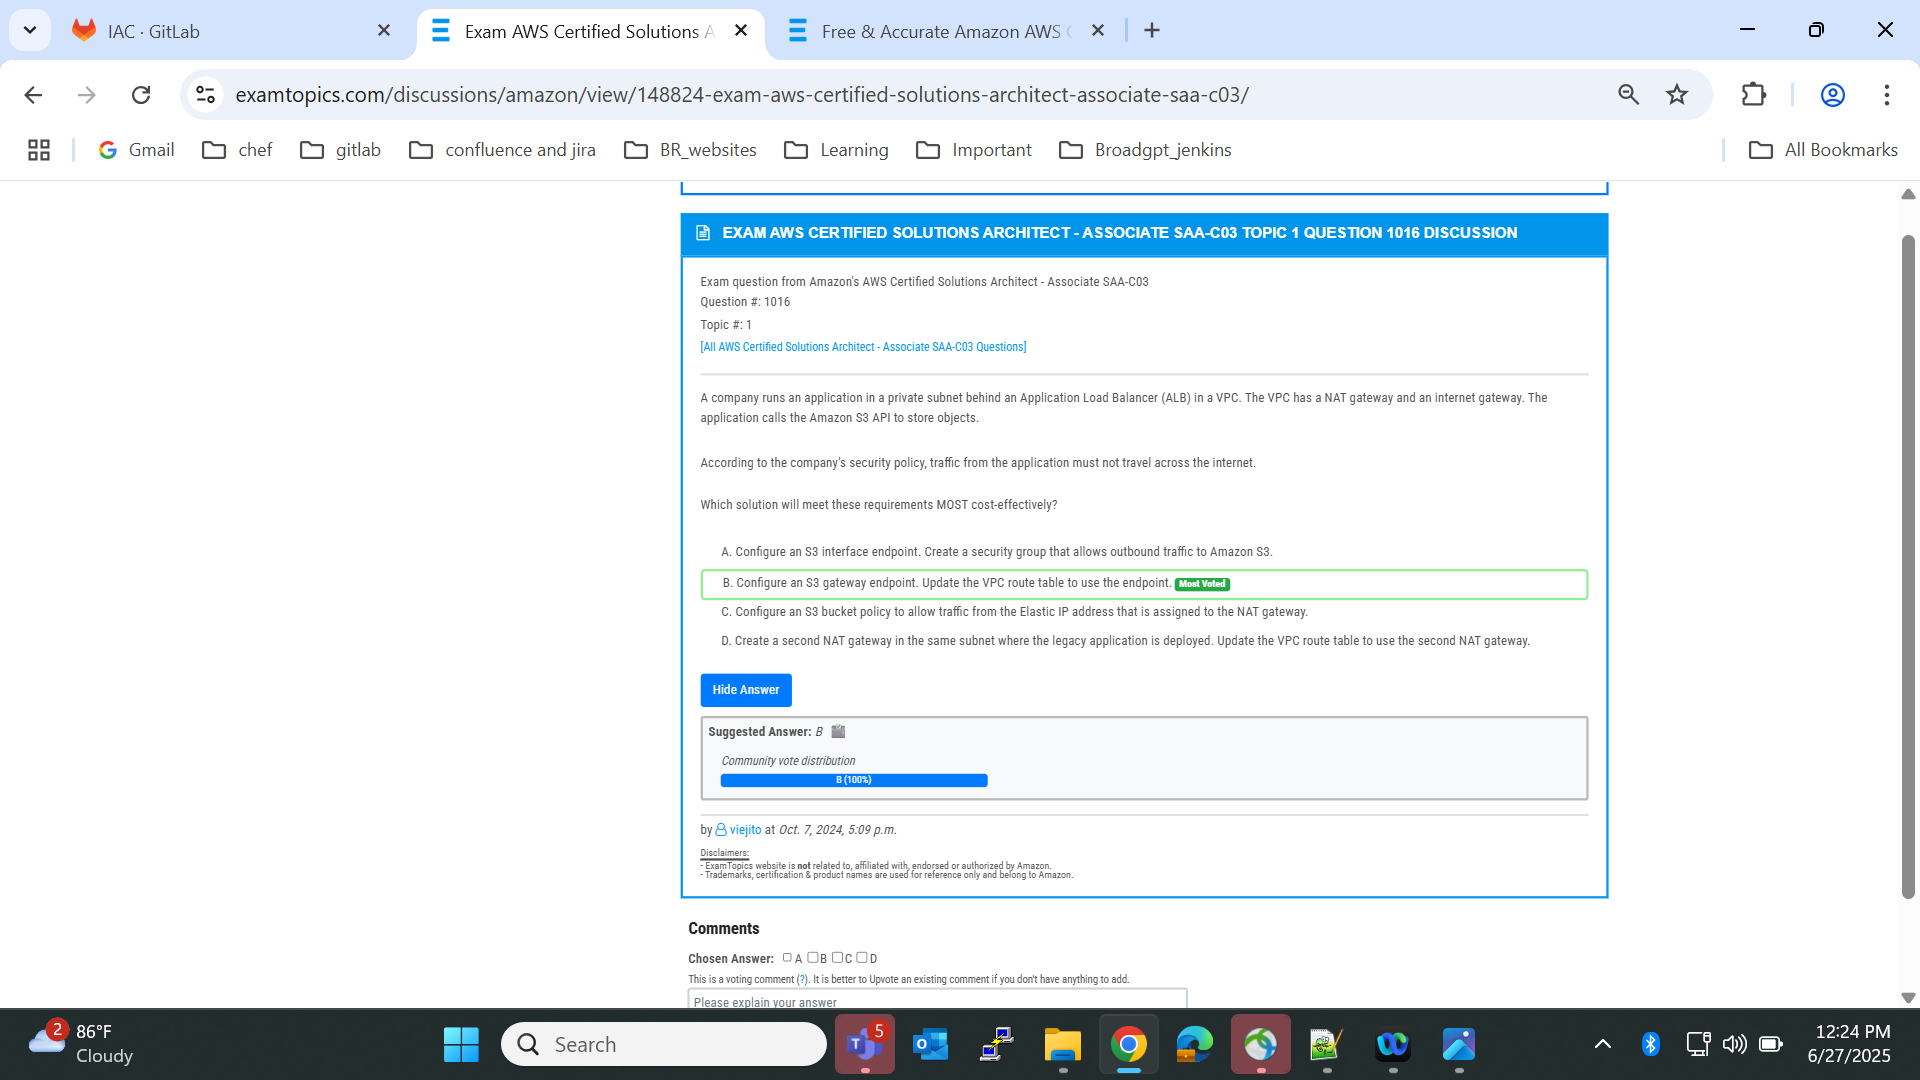 IAC · GitLab
Exam AWS Certified Solutions A
Free & Accurate Amazon AWS
examtopics.com/discussions/amazon/view/148824-exam-aws-certified-solutions-architect-associate-saa-c03/
Gmail
chef
gitlab
confluence and jira
BR_websites
Learning
Important
Broadgpt_jenkins
All Bookmarks
EXAM AWS CERTIFIED SOLUTIONS ARCHITECT - ASSOCIATE SAA-C03 TOPIC 1 QUESTION 1016 DISCUSSION
Exam question from Amazon's AWS Certified Solutions Architect - Associate SAA-C03
Question #: 1016
Topic #: 1
[All AWS Certified Solutions Architect - Associate SAA-C03 Questions]
A company runs an application in a private subnet behind an Application Load Balancer (ALB) in a VPC. The VPC has a NAT gateway and an internet gateway. The
application calls the Amazon S3 API to store objects.
According to the company's security policy, traffic from the application must not travel across the internet.
Which solution will meet these requirements MOST cost-effectively?
A. Configure an S3 interface endpoint. Create a security group that allows outbound traffic to Amazon S3.
B. Configure an S3 gateway endpoint. Update the VPC route table to use the endpoint. Most Voted
C. Configure an S3 bucket policy to allow traffic from the Elastic IP address that is assigned to the NAT gateway.
D. Create a second NAT gateway in the same subnet where the legacy application is deployed. Update the VPC route table to use the second NAT gateway.
Hide Answer
Suggested Answer: B
Community vote distribution
B (100%)
by viejito at Oct. 7, 2024, 5:09 p.m.
Disclaimers:
- ExamTopics website is not related to, affiliated with, endorsed or authorized by Amazon.
- Trademarks, certification & product names are used for reference only and belong to Amazon.
Comments
Chosen Answer: A B C D
This is a voting comment (?). It is better to Upvote an existing comment if you don't have anything to add.
Please explain your answer
2
86°F
Cloudy
Search
5
12:24 PM
6/27/2025